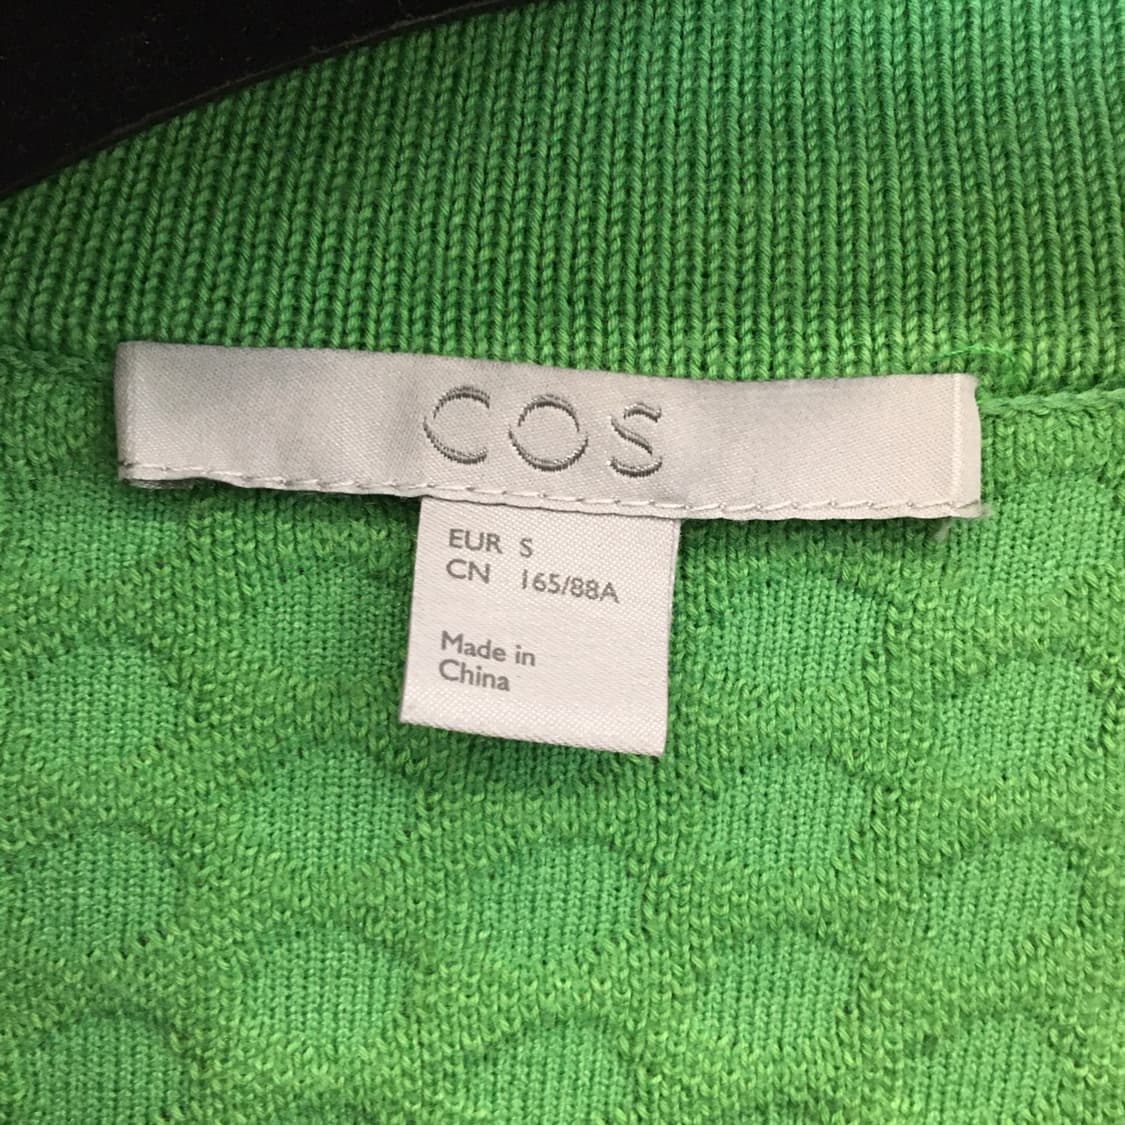 COS
EUR S
CN 165/88A
Made in
China